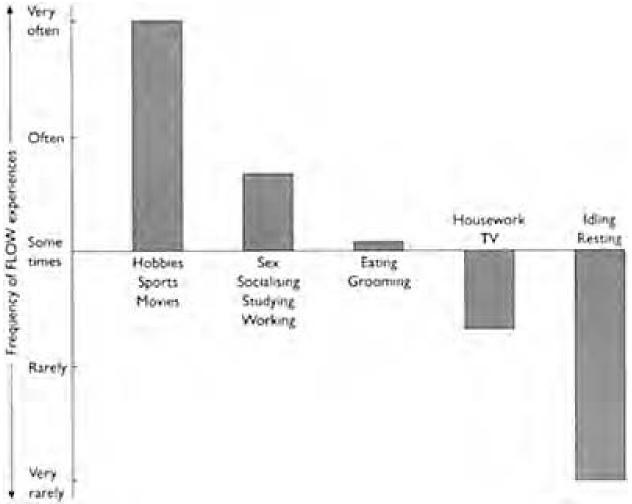 Very
often
Often
Some
times
Rarely
Very
rarely
Frequency of FLOW experiences
Hobbies
Sports
Movies
Sex
Socialising
Studying
Working
Eating
Grooming
Housework
TV
Idling
Resting